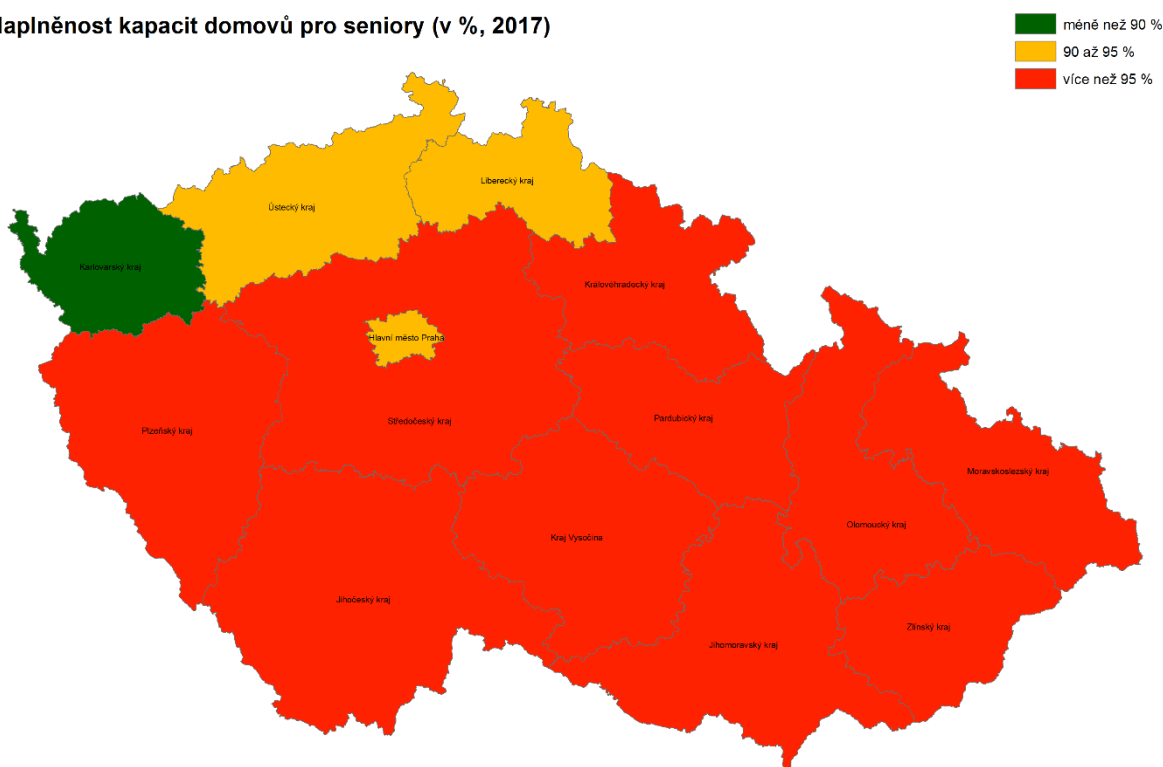 Naplněnost kapacit domovů pro seniory (v %, 2017)
méně než 90 %
90 až 95 %
více než 95 %
Liberecký kraj
Ústecký kraj
Karlovarský kraj
Královéhradecký kraj
Hlavní město Praha
Pardubický kraj
Středočeský kraj
Plzeňský kraj
Moravskoslezský kraj
Olomoucký kraj
Kraj Vysočina
Jihočeský kraj
Zlínský kraj
Jihomoravský kraj